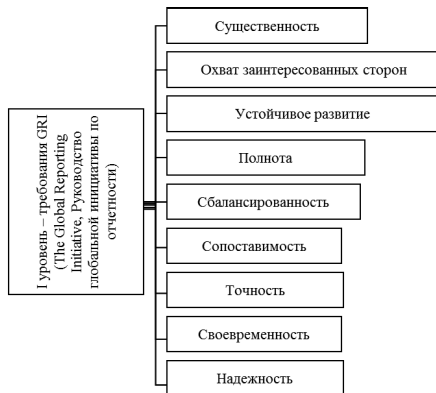 I уровень – требования GRI
(The Global Reporting
Initiative, Руководство
глобальной инициативы по
отчетности)
Существенность
Охват заинтересованных сторон
Устойчивое развитие
Полнота
Сбалансированность
Сопоставимость
Точность
Своевременность
Надежность